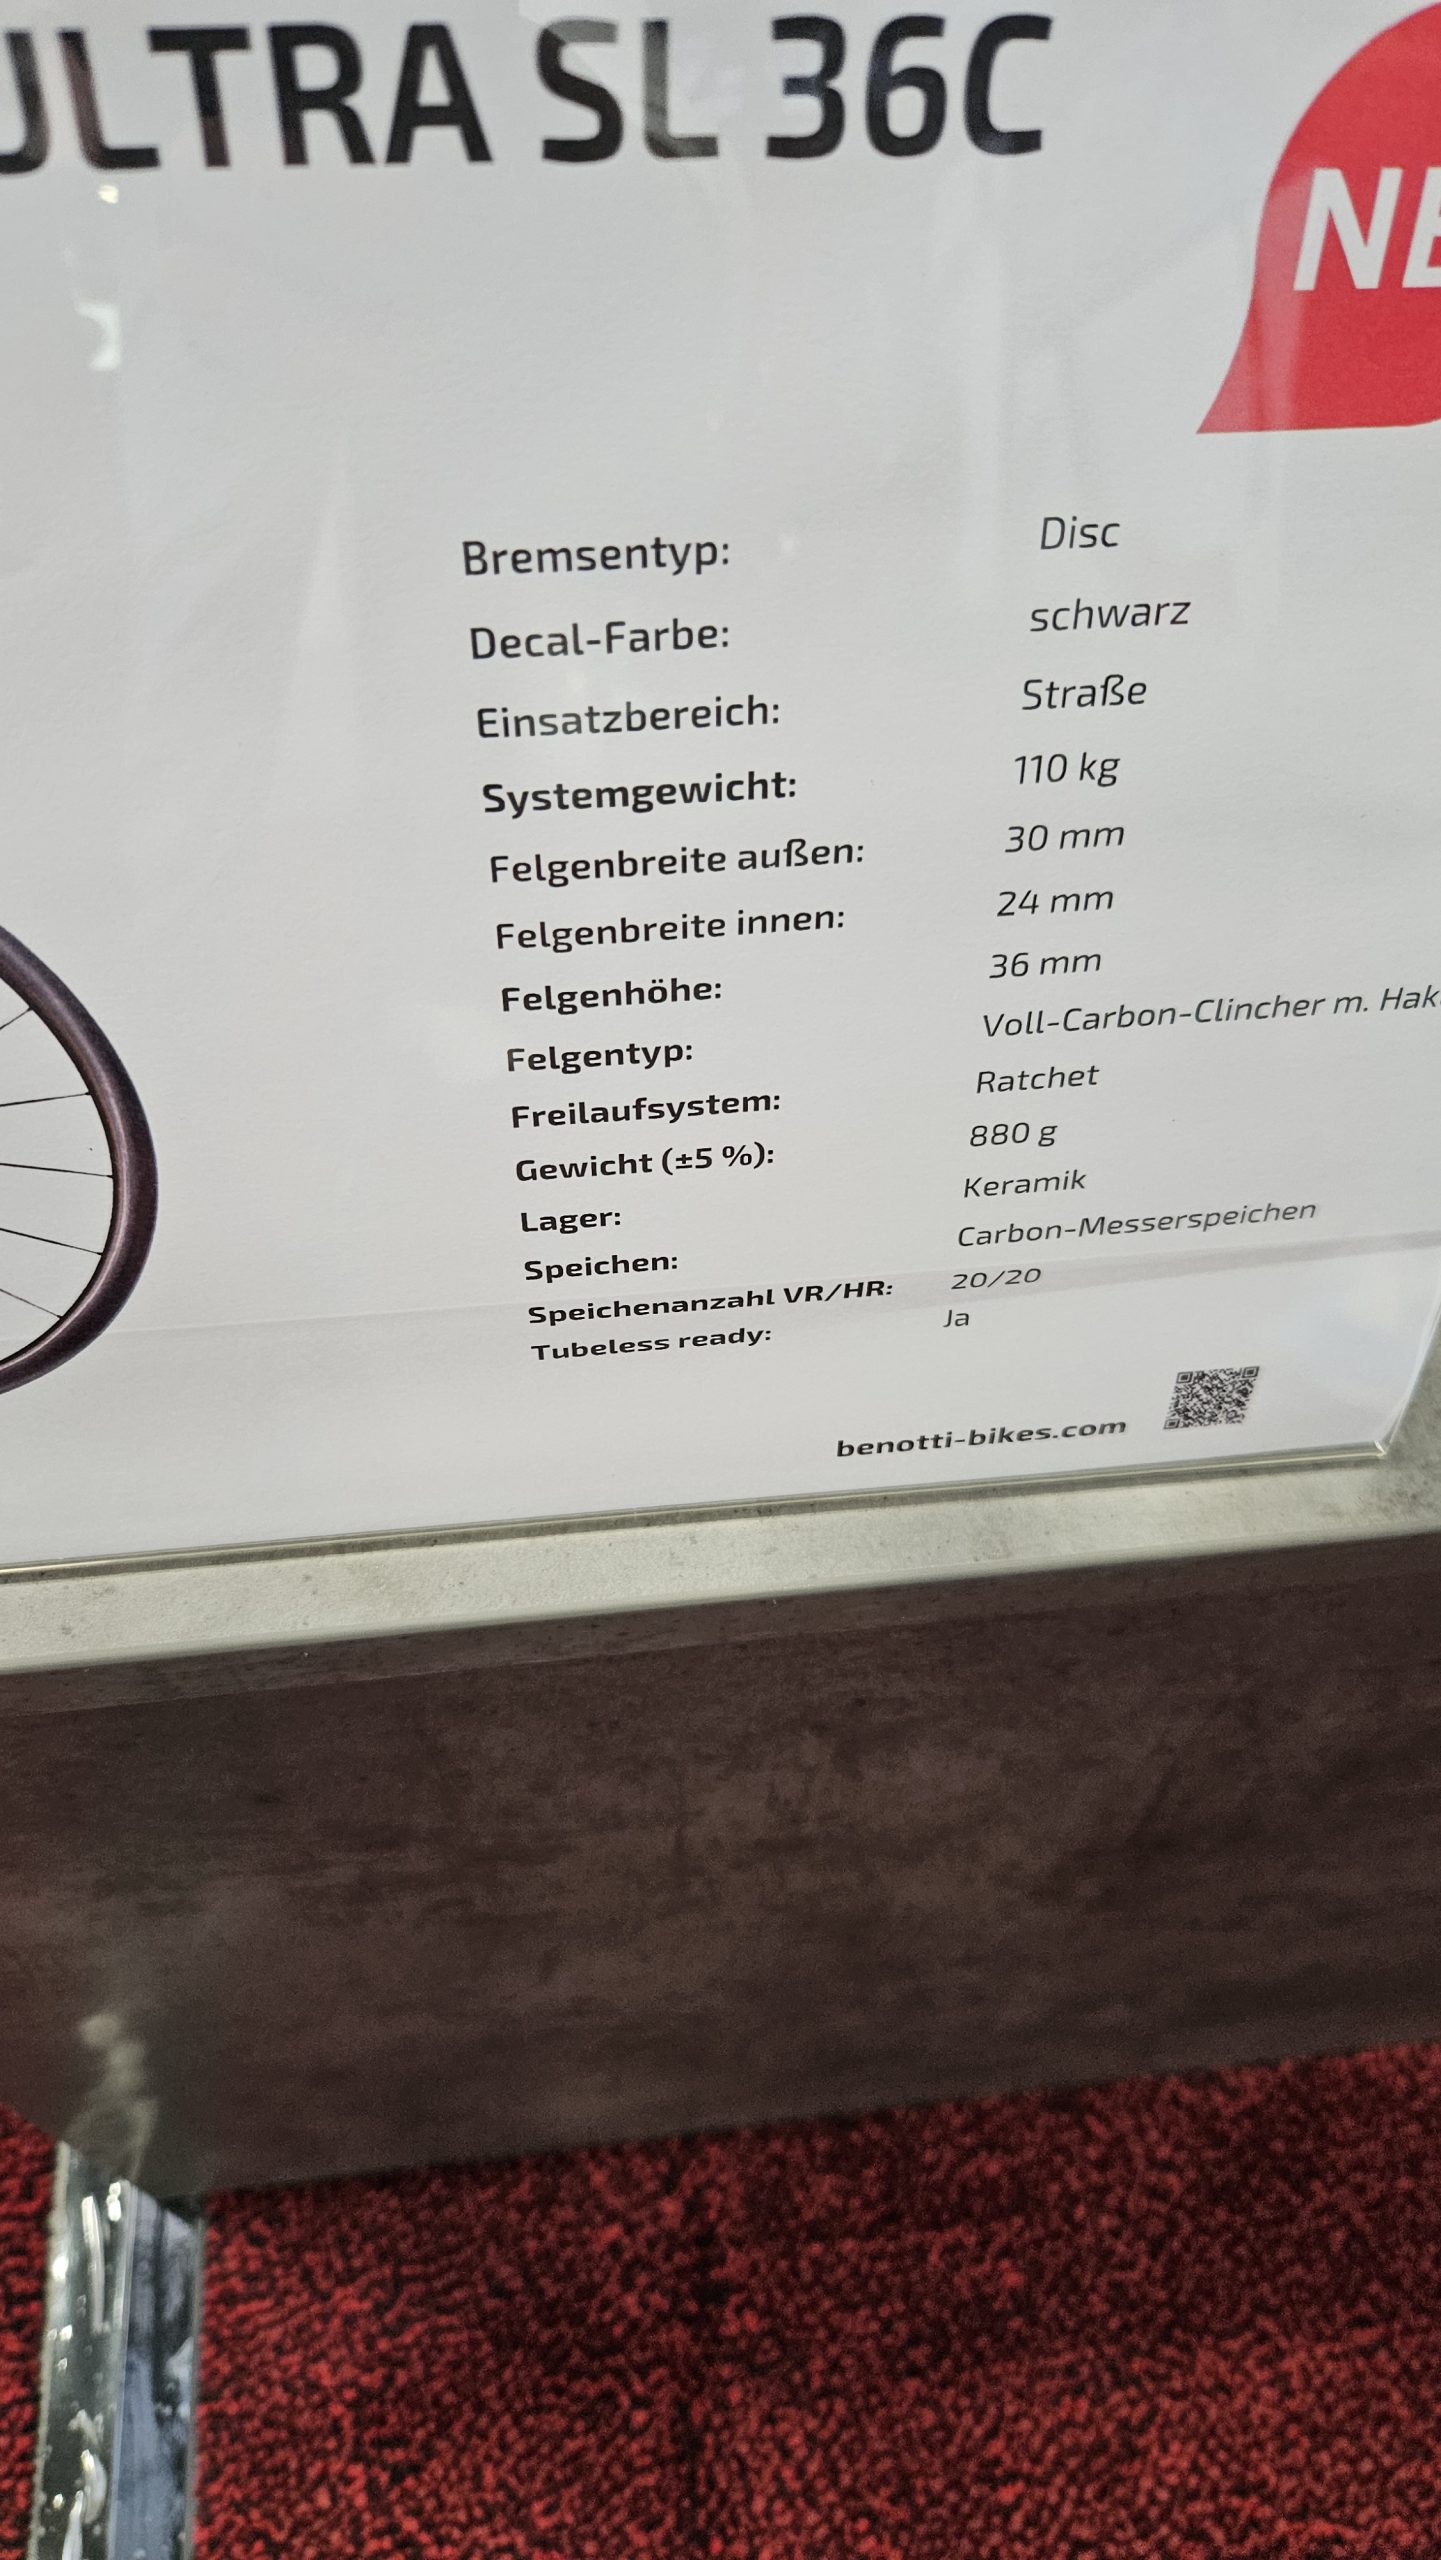 ULTRA SL 36C
Bremsentyp: Disc
Decal-Farbe: schwarz
Einsatzbereich: Straße
Systemgewicht: 110 kg
Felgenbreite außen: 30 mm
Felgenbreite innen: 24 mm
Felgenhöhe: 36 mm
Felgentyp: Voll-Carbon-Clincher m.
Freilaufsystem: Ratchet
Gewicht (±5 %): 880 g
Lager: Keramik
Speichen: Carbon-Messerspeichen
Speichenanzahl VR/HR: 20/20
Tubeless ready: Ja
benotti-bikes.com